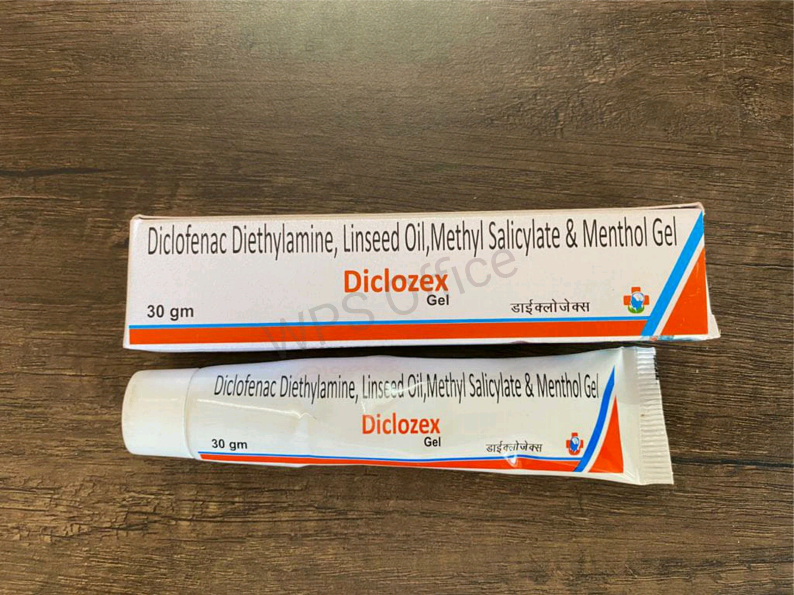 Diclofenac Diethylamine, Linseed Oil,Methyl Salicylate & Menthol Gel
Diclozex
Gel
30 gm
डाईक्लोजेक्स
WPS Office
Diclofenac Diethylamine, Linseed Oil,Methyl Salicylate & Menthol Gel
Diclozex
Gel
30 gm
डाईक्लोजेक्स